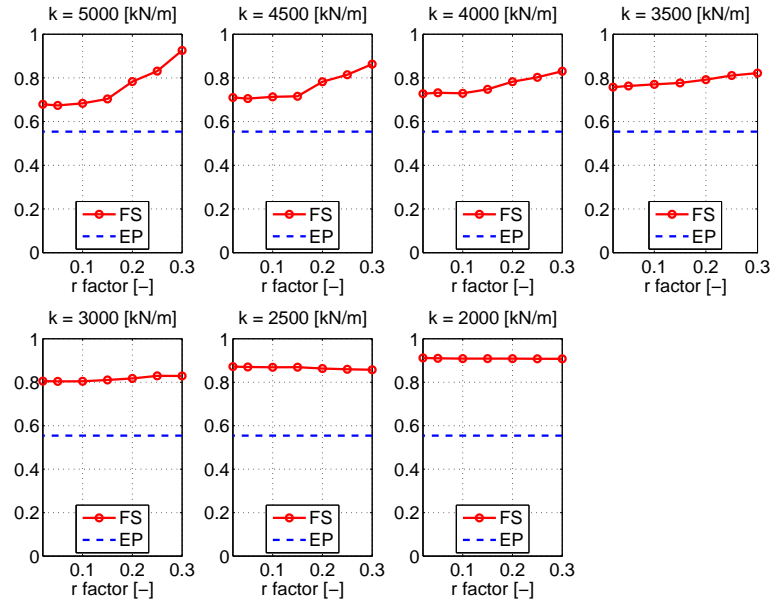 k = 5000 [kN/m]
1
0.8
0.6
0.4
0.2
0
FS
EP
0.1 0.2 0.3
r factor [−]
k = 4500 [kN/m]
1
0.8
0.6
0.4
0.2
0
FS
EP
0.1 0.2 0.3
r factor [−]
k = 4000 [kN/m]
1
0.8
0.6
0.4
0.2
0
FS
EP
0.1 0.2 0.3
r factor [−]
k = 3500 [kN/m]
1
0.8
0.6
0.4
0.2
0
FS
EP
0.1 0.2 0.3
r factor [−]
k = 3000 [kN/m]
1
0.8
0.6
0.4
0.2
0
FS
EP
0.1 0.2 0.3
r factor [−]
k = 2500 [kN/m]
1
0.8
0.6
0.4
0.2
0
FS
EP
0.1 0.2 0.3
r factor [−]
k = 2000 [kN/m]
1
0.8
0.6
0.4
0.2
0
FS
EP
0.1 0.2 0.3
r factor [−]